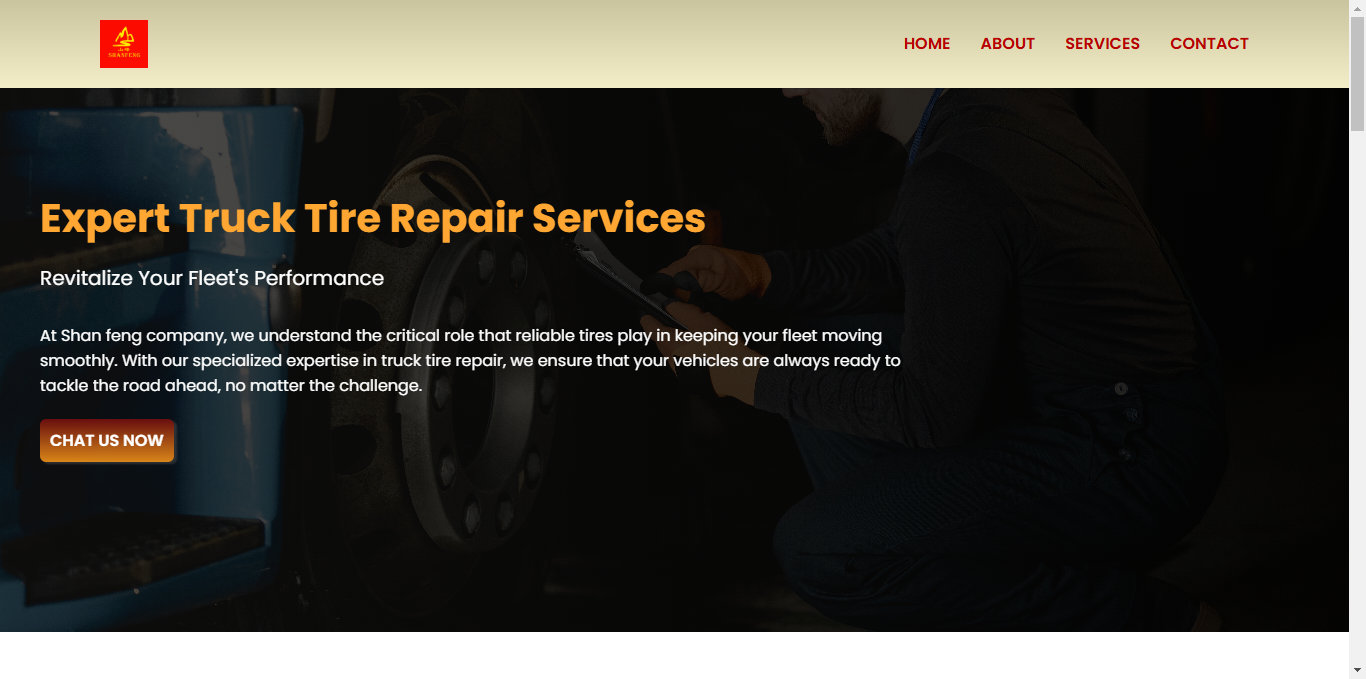 SHANFENG
HOME ABOUT SERVICES CONTACT
Expert Truck Tire Repair Services
Revitalize Your Fleet's Performance
At Shan feng company, we understand the critical role that reliable tires play in keeping your fleet moving
smoothly. With our specialized expertise in truck tire repair, we ensure that your vehicles are always ready to
tackle the road ahead, no matter the challenge.
CHAT US NOW